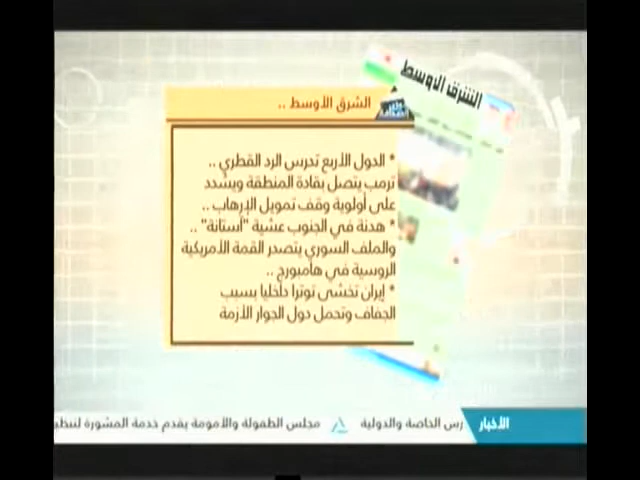 الشرق الأوسط
الشرق الأوسط ..
* الدول الأربع تدرس الرد القطري ..
ترمب يتصل بقادة المنطقة ويشدد
على أولوية وقف تمويل الإرهاب ..
* هدنة في الجنوب عشية "أستانة" ..
والملف السوري يتصدر القمة الأمريكية
الروسية في هامبورج ..
* إيران تخشى توترا داخليا بسبب
الجفاف وتحمل دول الجوار الأزمة
الأخبار
رس الخاصة والدولية
مجلس الطفولة والأمومة يقدم خدمة المشورة لتنظي